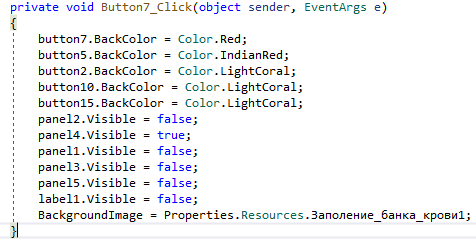 private void Button7_Click(object sender, EventArgs e)
{
button7.BackColor = Color.Red;
button5.BackColor = Color.IndianRed;
button2.BackColor = Color.LightCoral;
button10.BackColor = Color.LightCoral;
button15.BackColor = Color.LightCoral;
panel2.Visible = false;
panel4.Visible = true;
panel1.Visible = false;
panel3.Visible = false;
panel5.Visible = false;
label1.Visible = false;
BackgroundImage = Properties.Resources.Заполение_банка_крови1;
}